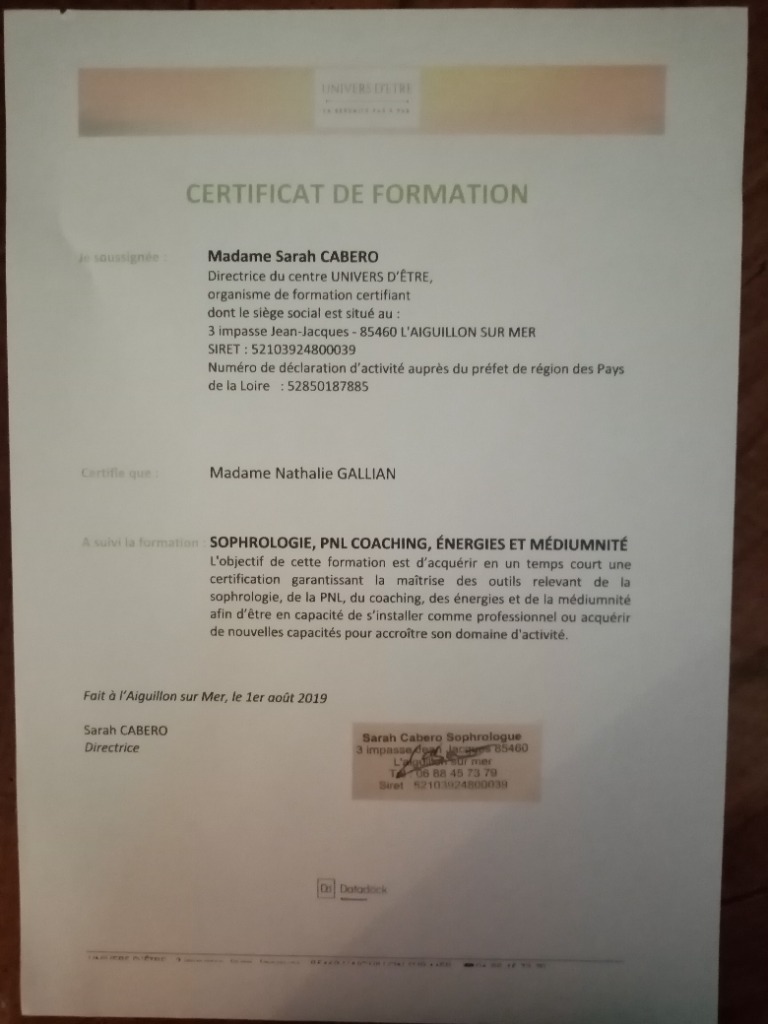 UNIVERS D'ETRE
CERTIFICAT DE FORMATION
Je soussignée :
Madame Sarah CABERO
Directrice du centre UNIVERS D'ÊTRE,
organisme de formation certifiant
dont le siège social est situé au :
3 impasse Jean-Jacques - 85460 L'AIGUILLON SUR MER
SIRET : 52103924800039
Numéro de déclaration d'activité auprès du préfet de région des Pays
de la Loire : 52850187885
Certifie que : Madame Nathalie GALLIAN
A suivi la formation : SOPHROLOGIE, PNL COACHING, ÉNERGIES ET MÉDIUMNITÉ
L'objectif de cette formation est d'acquérir en un temps court une
certification garantissant la maîtrise des outils relevant de la
sophrologie, de la PNL, du coaching, des énergies et de la médiumnité
afin d'être en capacité de s'installer comme professionnel ou acquérir
de nouvelles capacités pour accroître son domaine d'activité.
Fait à l'Aiguillon sur Mer, le 1er août 2019
Sarah CABERO
Directrice
Sarah Cabero Sophrologue
3 impasse Jean Jacques 85460
L'aiguillon sur mer
Tél : 06 88 45 73 79
Siret 52103924800039
Datadock